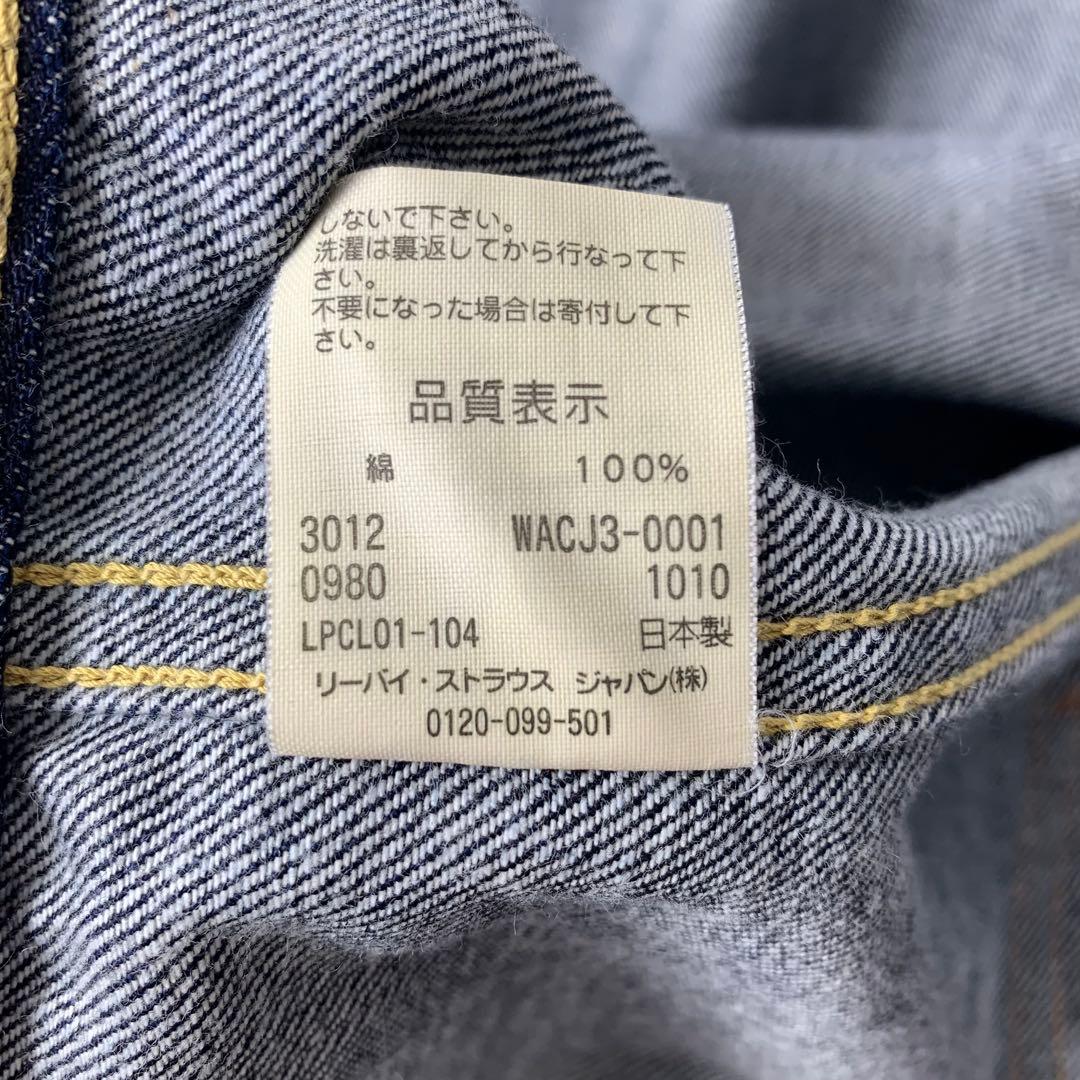 しないで下さい。
洗濯は裏返してから行なって下
さい。
不要になった場合は寄付して下
さい。
品質表示
綿 100%
3012 WACJ3-0001
0980 1010
LPCL01-104 日本製
リーバイ・ストラウス ジャパン(株)
0120-099-501